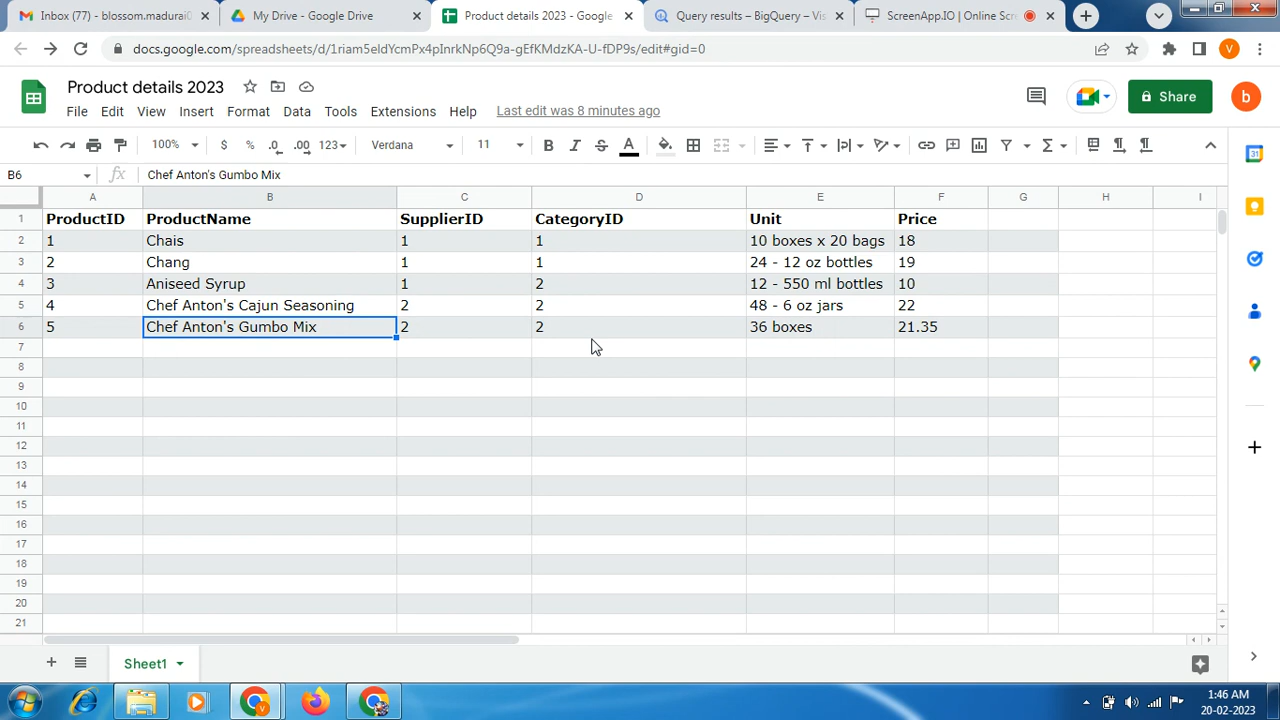 Inbox (77) - blossom.madurai
My Drive - Google Drive
Product details 2023 - Google
Query results – BigQuery – Vis
ScreenApp.IO | Online Scre
docs.google.com/spreadsheets/d/
Product details 2023
File Edit View Insert Format Data Tools Extensions Help Last edit was 8 minutes ago
Share
b
V
100% $ % .0 .00 123 Verdana 11 B I S A
B6 fx Chef Anton's Gumbo Mix
A B C D E F G H I
1 ProductID ProductName SupplierID CategoryID Unit Price
2 1 Chais 1 1 10 boxes x 20 bags 18
3 2 Chang 1 1 24 - 12 oz bottles 19
4 3 Aniseed Syrup 1 2 12 - 550 ml bottles 10
5 4 Chef Anton's Cajun Seasoning 2 2 48 - 6 oz jars 22
6 5 Chef Anton's Gumbo Mix 2 2 36 boxes 21.35
7
8
9
10
11
12
13
14
15
16
17
18
19
20
21
Sheet1
31
1:46 AM
20-02-2023